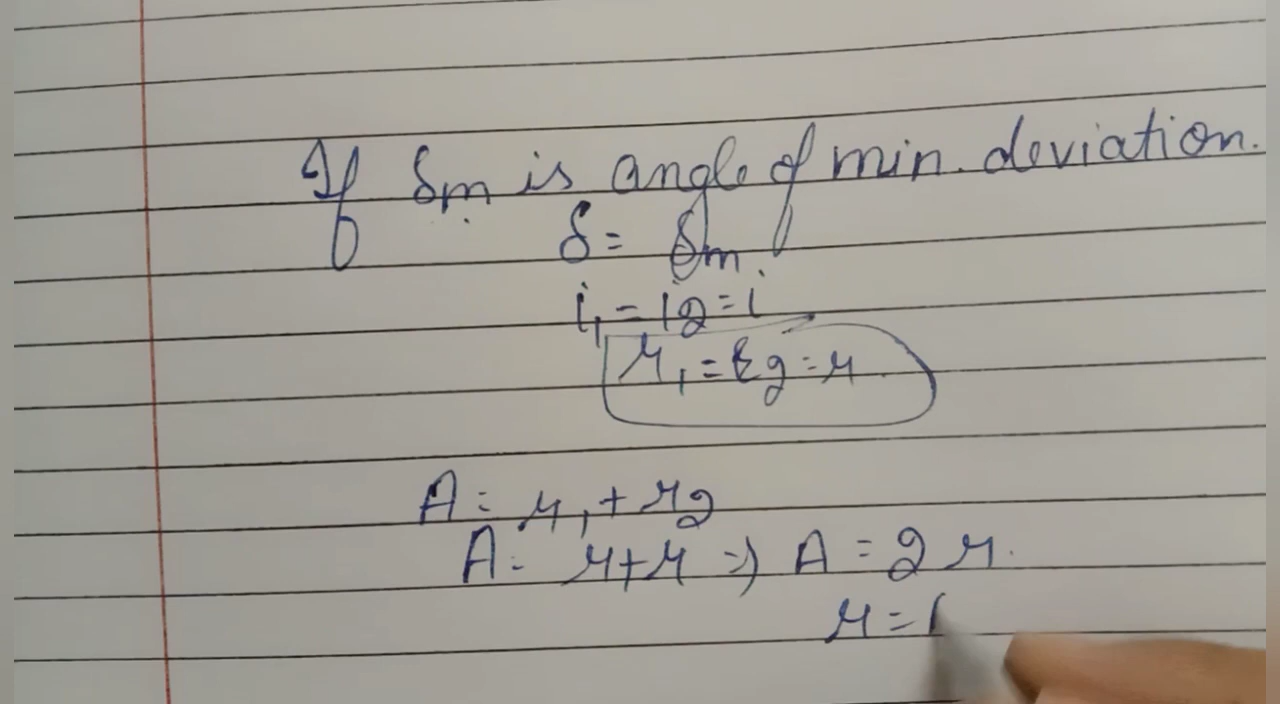 If δm is angle of min. deviation.
δ = δm
i₁ = i₂ = i
r₁ = r₂ = r
A = r₁ + r₂
A = r + r ⇒ A = 2r.
r =